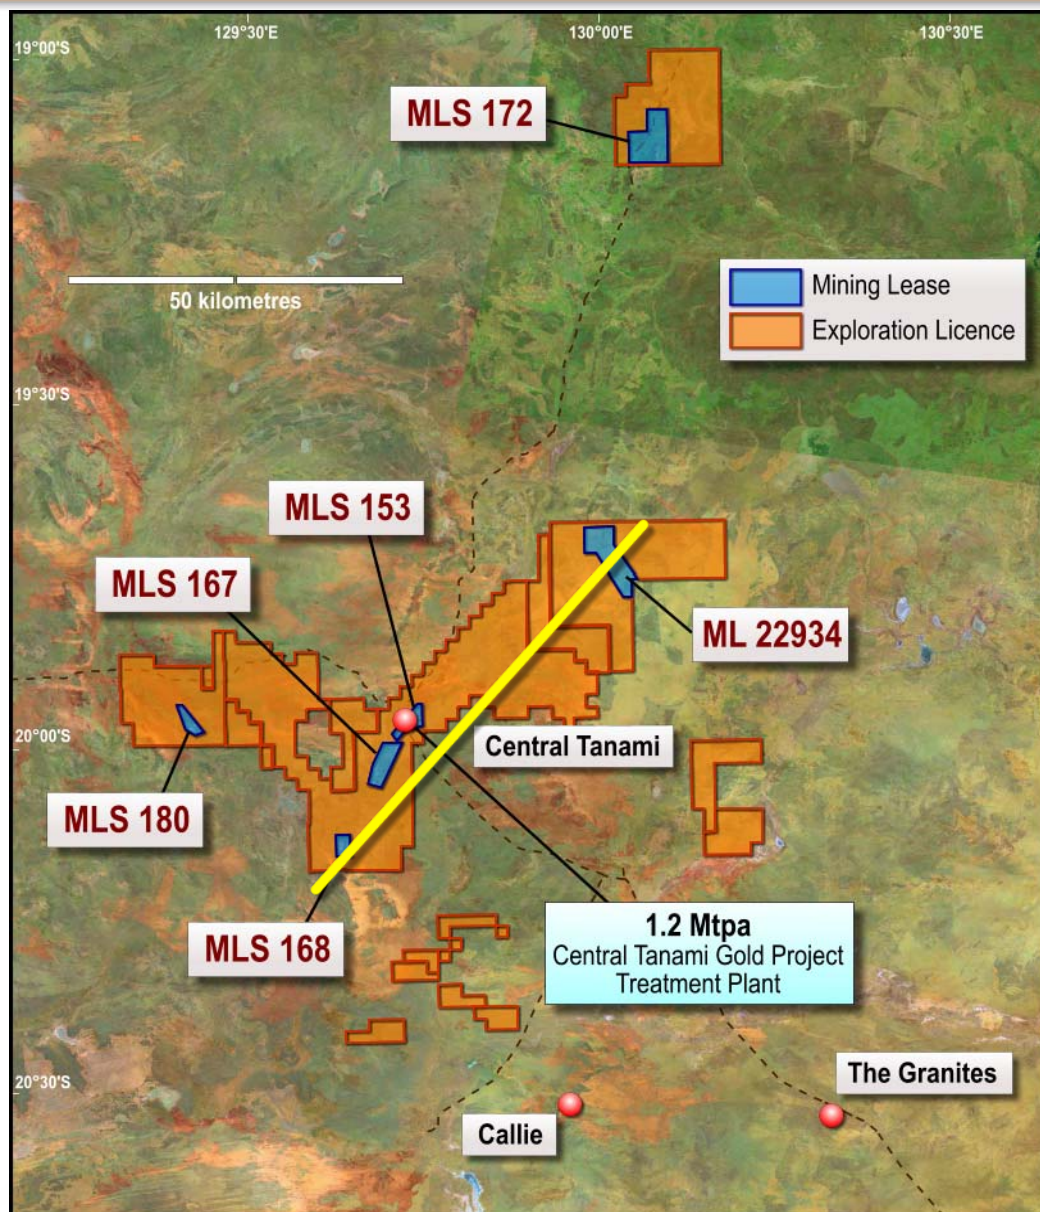 129°30'E
130°00'E
130°30'E
19°00'S
MLS 172
Mining Lease
Exploration Licence
50 kilometres
19°30'S
MLS 153
MLS 167
ML 22934
20°00'S
Central Tanami
MLS 180
MLS 168
1.2 Mtpa
Central Tanami Gold Project
Treatment Plant
20°30'S
The Granites
Callie